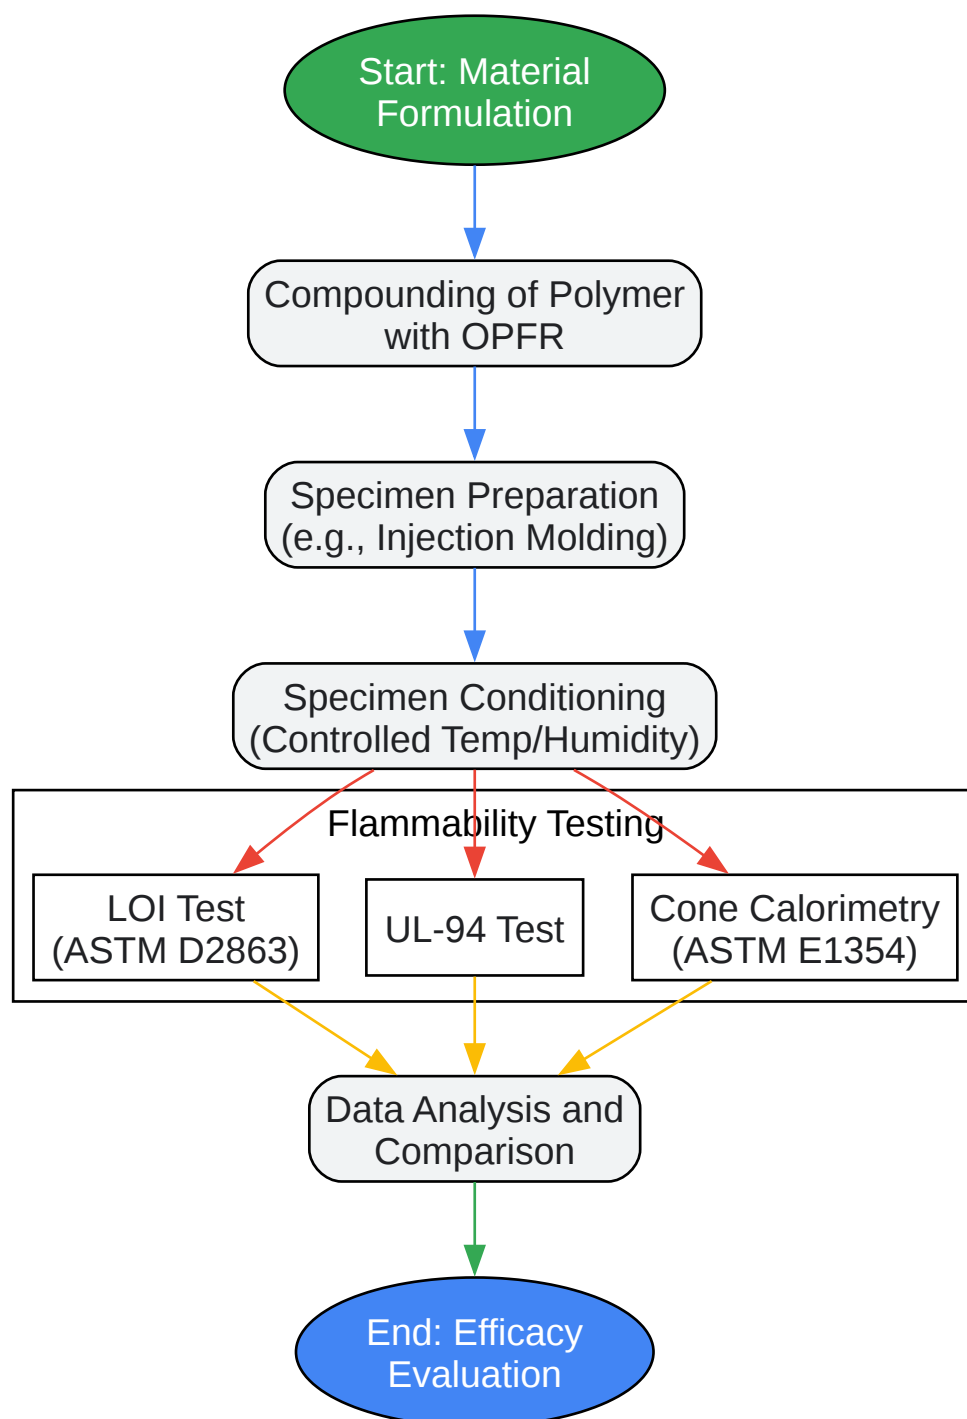 Start: Material
Formulation
Compounding of Polymer
with OPFR
Specimen Preparation
(e.g., Injection Molding)
Specimen Conditioning
(Controlled Temp/Humidity)
Flammability Testing
LOI Test
(ASTM D2863)
UL-94 Test
Cone Calorimetry
(ASTM E1354)
Data Analysis and
Comparison
End: Efficacy
Evaluation